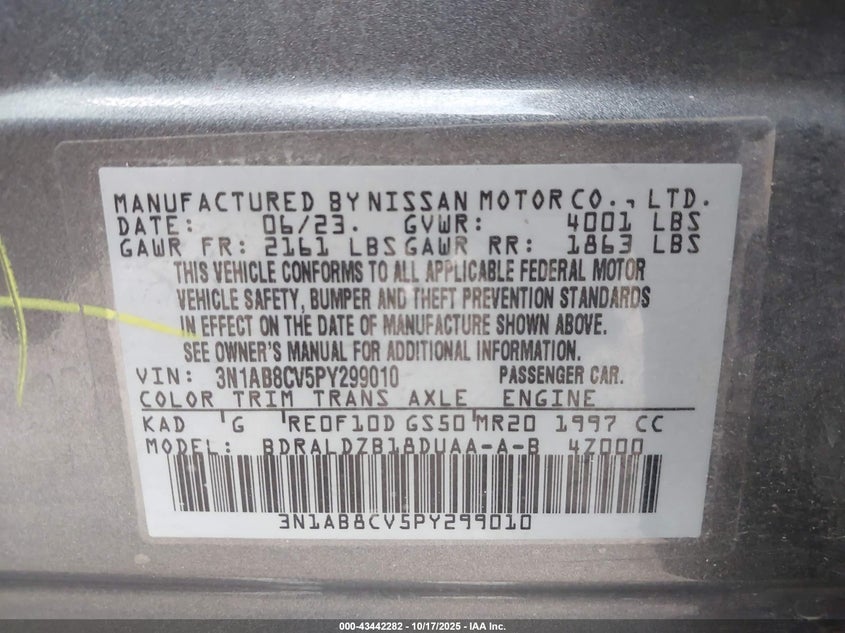 MANUFACTURED BY NISSAN MOTOR CO., LTD.
DATE: 06/23. GVWR: 4001 LBS
GAWR FR: 2161 LBS GAWR RR: 1863 LBS
THIS VEHICLE CONFORMS TO ALL APPLICABLE FEDERAL MOTOR
VEHICLE SAFETY, BUMPER AND THEFT PREVENTION STANDARDS
IN EFFECT ON THE DATE OF MANUFACTURE SHOWN ABOVE.
SEE OWNER'S MANUAL FOR ADDITIONAL INFORMATION.
VIN: 3N1AB8CV5PY299010 PASSENGER CAR.
COLOR TRIM TRANS AXLE ENGINE
KAD G RE0F10D GS50 MR20 1997 CC
MODEL: BDRALDZB18DUAA-A-B 4Z000
3N1AB8CV5PY299010
000-43442282 - 10/17/2025 - IAA Inc.